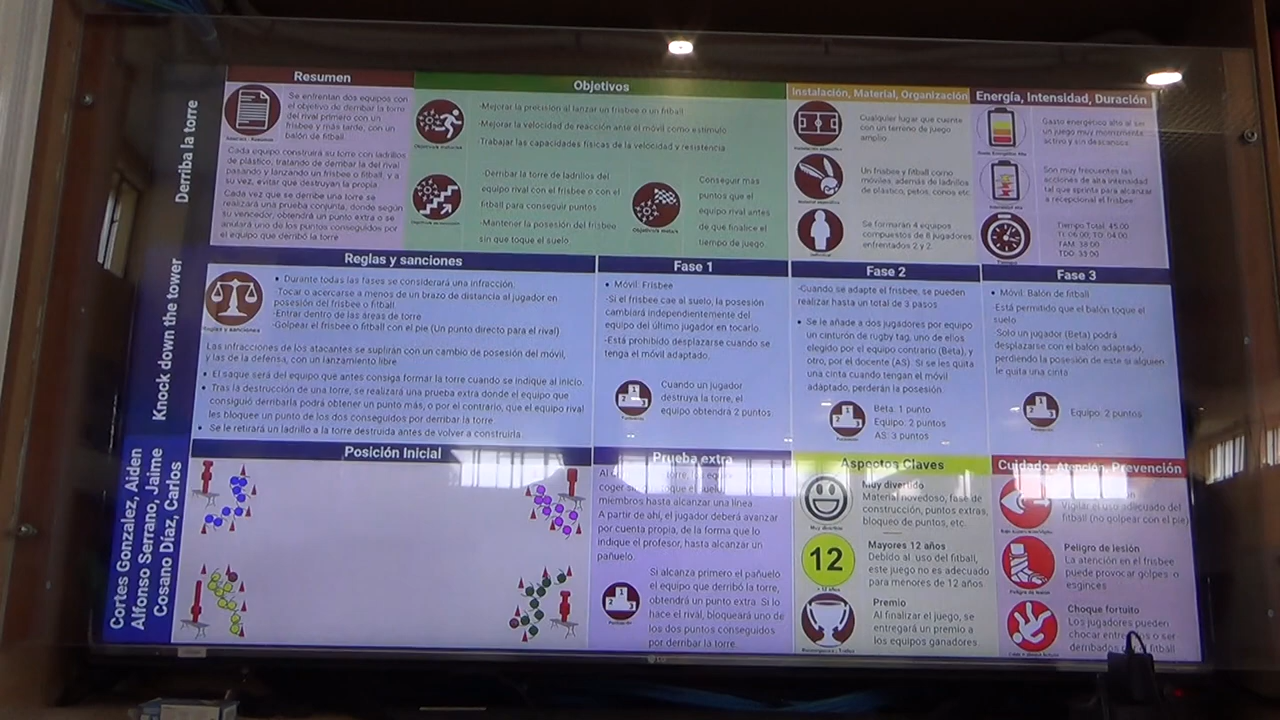 Derriba la torre
Knock down the tower
Cortes Gonzalez, Aiden
Alfonso Serrano, Jaime
Cosano Díaz, Carlos
Resumen
Se enfrentan dos equipos con
el objetivo de derribar la torre
del rival primero con un
frisbee y más tarde, con un
balón de fitball.
Cada equipo construirá su torre con ladrillos
de plástico, tratando de derribar la del rival
pasando y lanzando un frisbee o fitball, y a
su vez, evitar que destruyan la propia.
Cada vez que se derribe una torre se
realizará una prueba conjunta, donde según
su vencedor, obtendrá un punto extra o se
anulará uno de los puntos conseguidos por
el equipo que derribó la torre
Objetivos
-Mejorar la precisión al lanzar un frisbee o un fitball
-Mejorar la velocidad de reacción ante el móvil como estímulo
-Trabajar las capacidades físicas de la velocidad y resistencia
-Derribar la torre de ladrillos del
equipo rival con el frisbee o con el
fitball para conseguir puntos
-Mantener la posesión del frisbee
sin que toque el suelo
Conseguir más
puntos que el
equipo rival antes
de que finalice el
tiempo de juego
Instalación, Material, Organización
Cualquier lugar que cuente
con un terreno de juego
amplio
Un frisbee y fitball como
móviles, además de ladrillos
de plástico, petos, conos etc.
Se formarán 4 equipos
compuestos de 8 jugadores,
enfrentados 2 y 2.
Energía, Intensidad, Duración
Gasto energético alto al ser
un juego muy
activo y sin descansos
Son muy frecuentes las
acciones de alta intensidad
tal que sprinta para alcanzar
a recepcional el frisbee
Tiempo Total: 45:00
TI: 06:00, TO: 04:00
TAM: 38:00
TDO: 33:00
Reglas y sanciones
Reglas y sanciones
• Durante todas las fases se considerará una infracción:
-Tocar o acercarse a menos de un brazo de distancia al jugador en
posesión del frisbee o fitball
-Entrar dentro de las áreas de torre
-Golpear el frisbee o fitball con el pie (Un punto directo para el rival)
Las infracciones de los atacantes se suplirán con un cambio de posesión del móvil,
y las de la defensa, con un lanzamiento libre
• El saque será del equipo que antes consiga formar la torre cuando se indique al inicio.
• Tras la destrucción de una torre, se realizará una prueba extra donde el equipo que
consiguió derribarla podrá obtener un punto más, o por el contrario, que el equipo rival
les bloquee un punto de los dos conseguidos por derribar la torre
• Se le retirará un ladrillo a la torre destruida antes de volver a construirla.
Fase 1
• Móvil: Frisbee
-Si el frisbee cae al suelo, la posesión
cambiará independientemente del
equipo del último jugador en tocarlo.
-Está prohibido desplazarse cuando se
tenga el móvil adaptado.
Cuando un jugador
destruya la torre, el
equipo obtendrá 2 puntos
Fase 2
-Cuando se adapte el frisbee, se pueden
realizar hasta un total de 3 pasos
• Se le añade a dos jugadores por equipo
un cinturón de rugby tag, uno de ellos
elegido por el equipo contrario (Beta), y
otro, por el docente (AS). Si se les quita
una cinta cuando tengan el móvil
adaptado, perderán la posesión.
Beta: 1 punto
Equipo: 2 puntos
AS: 3 puntos
Fase 3
• Móvil: Balón de fitball
-Está permitido que el balón toque el
suelo
-Solo un jugador (Beta) podrá
desplazarse con el balón adaptado,
perdiendo la posesión de este si alguien
le quita una cinta
Equipo: 2 puntos
Posición Inicial
Prueba extra
coger
miembros hasta alcanzar una línea
A partir de ahí, el jugador deberá avanzar
por cuenta propia, de la forma que lo
indique el profesor, hasta alcanzar un
pañuelo.
Si alcanza primero el pañuelo
el equipo que derribó la torre,
obtendrá un punto extra. Si lo
hace el rival, bloqueará uno de
los dos puntos conseguidos
por derribar la torre.
Aspectos Claves
Muy divertido
Material novedoso, fase de
construcción, puntos extras,
bloqueo de puntos, etc.
Muy divertido
12
Mayores 12 años
Debido al uso del fitball,
este juego no es adecuado
para menores de 12 años
Premio
Al finalizar el juego, se
entregará un premio a
los equipos ganadores
Cuidado, Atención, Prevención
Vigilar el uso adecuado del
fitball (no golpear con el pie)
Peligro de lesión
La atención en el frisbee
puede provocar golpes o
esginces
Peligro de lesión
Choque fortuito
Los jugadores pueden
chocar entre ellos o ser
derribados por el fitball
LG